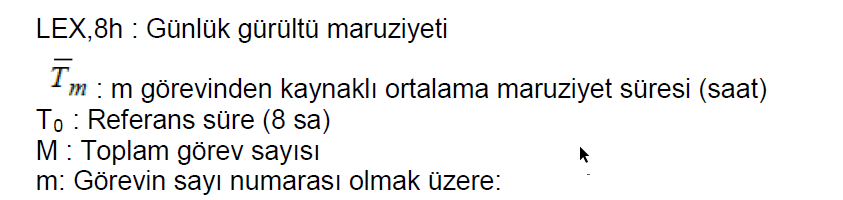 LEX,8h : Günlük gürültü maruziyeti
T̅m : m görevinden kaynaklı ortalama maruziyet süresi (saat)
T₀ : Referans süre (8 sa)
M : Toplam görev sayısı
m: Görevin sayı numarası olmak üzere: